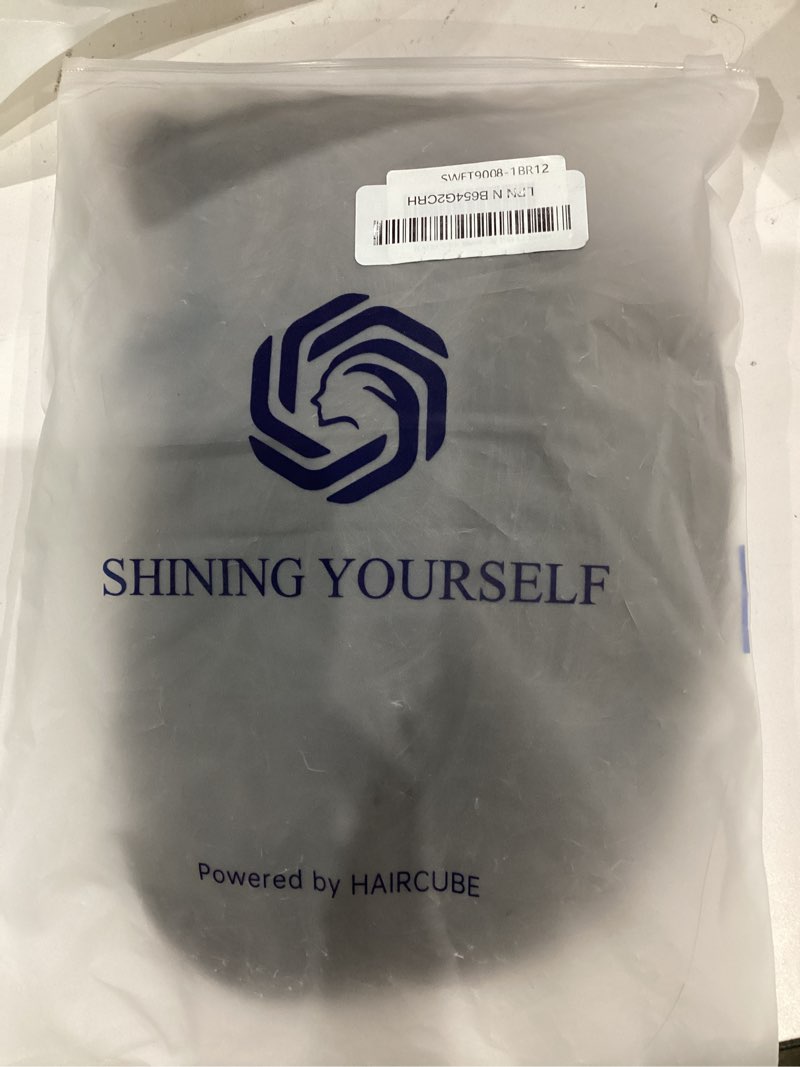 SWFT9008-1BR12
LPN N B654G2CRH
SHINING YOURSELF
Powered by HAIRCUBE